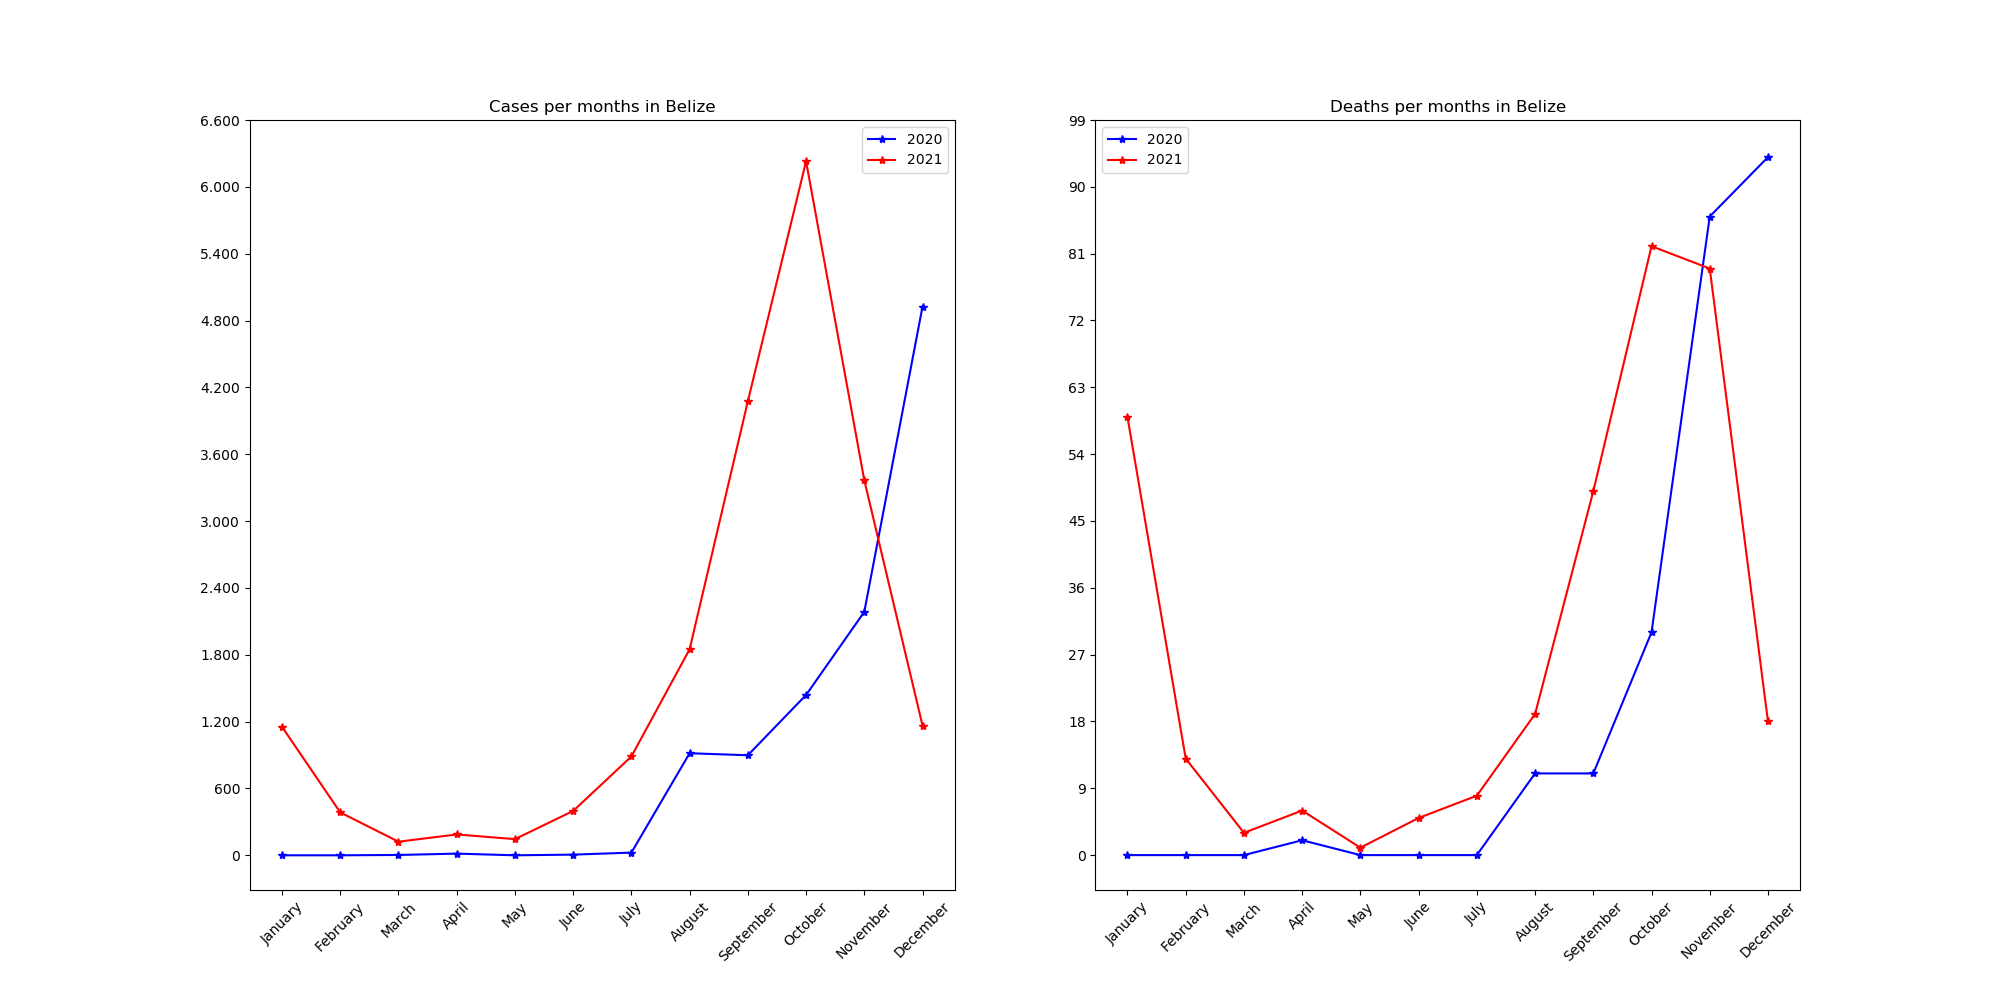 Cases per months in Belize
6.600
6.000
5.400
4.800
4.200
3.600
3.000
2.400
1.800
1.200
600
0
2020
2021
January
February
March
April
May
June
July
August
September
October
November
December
Deaths per months in Belize
99
90
81
72
63
54
45
36
27
18
9
0
2020
2021
January
February
March
April
May
June
July
August
September
October
November
December